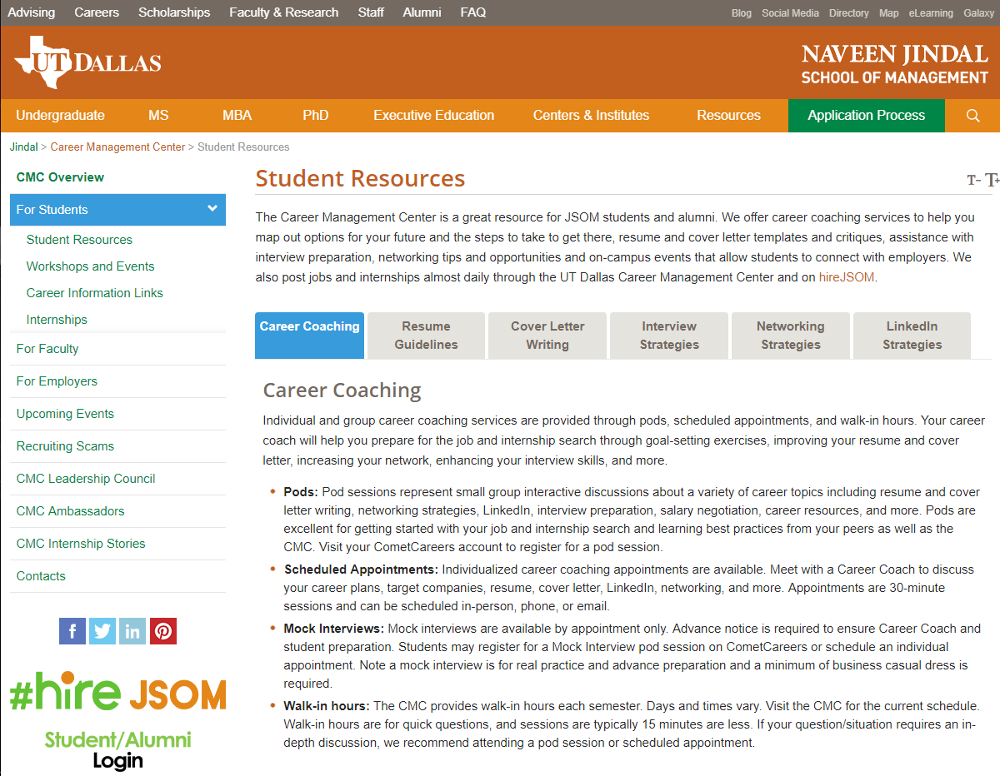 Advising Careers Scholarships Faculty & Research Staff Alumni FAQ Blog Social Media Directory Map eLearning Galaxy
UT DALLAS
NAVEEN JINDAL
SCHOOL OF MANAGEMENT
Undergraduate MS MBA PhD Executive Education Centers & Institutes Resources Application Process
Jindal > Career Management Center > Student Resources
CMC Overview
For Students
Student Resources
Workshops and Events
Career Information Links
Internships
For Faculty
For Employers
Upcoming Events
Recruiting Scams
CMC Leadership Council
CMC Ambassadors
CMC Internship Stories
Contacts
f in
#hire JSOM
Student/Alumni
Login
Student Resources
T- T+
The Career Management Center is a great resource for JSOM students and alumni. We offer career coaching services to help you
map out options for your future and the steps to take to get there, resume and cover letter templates and critiques, assistance with
interview preparation, networking tips and opportunities and on-campus events that allow students to connect with employers. We
also post jobs and internships almost daily through the UT Dallas Career Management Center and on hireJSOM.
Career Coaching
Resume
Guidelines
Cover Letter
Writing
Interview
Strategies
Networking
Strategies
LinkedIn
Strategies
Career Coaching
Individual and group career coaching services are provided through pods, scheduled appointments, and walk-in hours. Your career
coach will help you prepare for the job and internship search through goal-setting exercises, improving your resume and cover
letter, increasing your network, enhancing your interview skills, and more.
• Pods: Pod sessions represent small group interactive discussions about a variety of career topics including resume and cover
letter writing, networking strategies, LinkedIn, interview preparation, salary negotiation, career resources, and more. Pods are
excellent for getting started with your job and internship search and learning best practices from your peers as well as the
CMC. Visit your CometCareers account to register for a pod session.
• Scheduled Appointments: Individualized career coaching appointments are available. Meet with a Career Coach to discuss
your career plans, target companies, resume, cover letter, LinkedIn, networking, and more. Appointments are 30-minute
sessions and can be scheduled in-person, phone, or email.
• Mock Interviews: Mock interviews are available by appointment only. Advance notice is required to ensure Career Coach and
student preparation. Students may register for a Mock Interview pod session on CometCareers or schedule an individual
appointment. Note a mock interview is for real practice and advance preparation and a minimum of business casual dress is
required.
• Walk-in hours: The CMC provides walk-in hours each semester. Days and times vary. Visit the CMC for the current schedule.
Walk-in hours are for quick questions, and sessions are typically 15 minutes are less. If your question/situation requires an in-
depth discussion, we recommend attending a pod session or scheduled appointment.